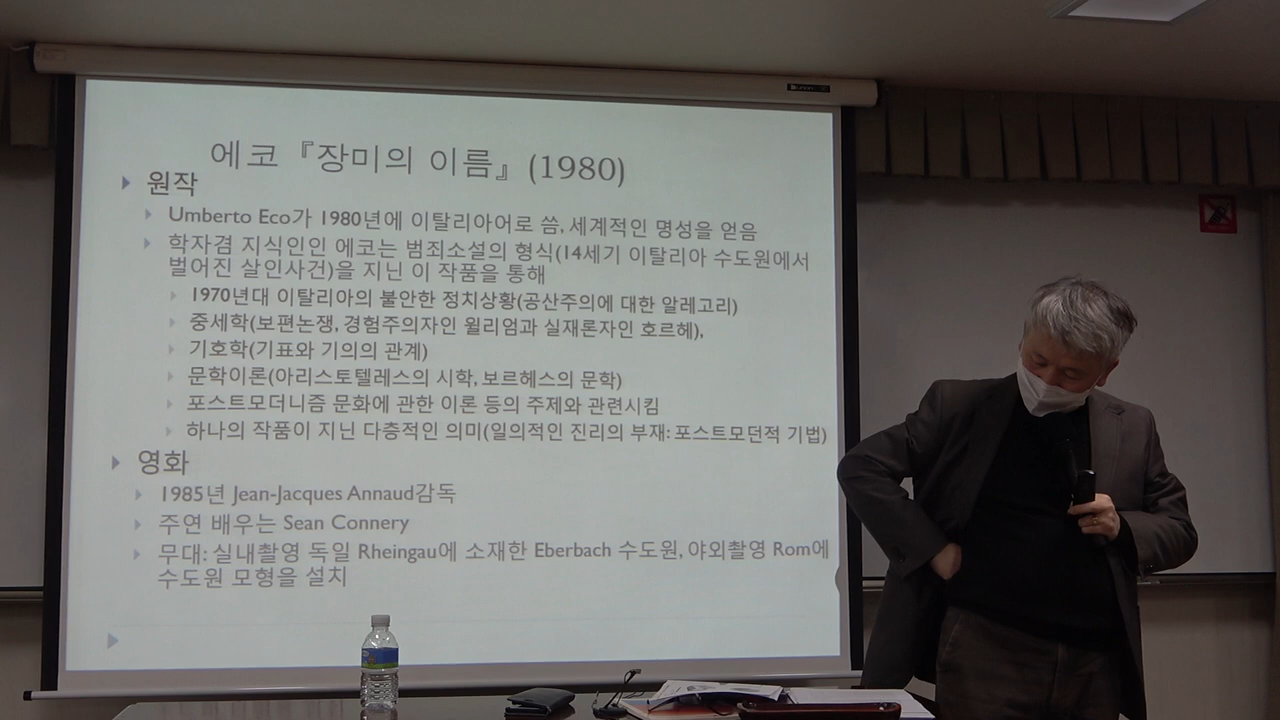 에코『장미의 이름』(1980)
원작
Umberto Eco가 1980년에 이탈리아어로 씀, 세계적인 명성을 얻음
학자겸 지식인인 에코는 범죄소설의 형식(14세기 이탈리아 수도원에서
벌어진 살인사건)을 지닌 이 작품을 통해
1970년대 이탈리아의 불안한 정치상황(공산주의에 대한 알레고리)
중세학(보편논쟁, 경험주의자인 윌리엄과 실재론자인 호르헤),
기호학(기표와 기의의 관계)
문학이론(아리스토텔레스의 시학, 보르헤스의 문학)
포스트모더니즘 문화에 관한 이론 등의 주제와 관련시킴
하나의 작품이 지닌 다층적인 의미(일의적인 진리의 부재: 포스트모던적 기법)
영화
1985년 Jean-Jacques Annaud감독
주연 배우는 Sean Connery
무대: 실내촬영 독일 Rheingau에 소재한 Eberbach 수도원, 야외촬영 Rom에
수도원 모형을 설치